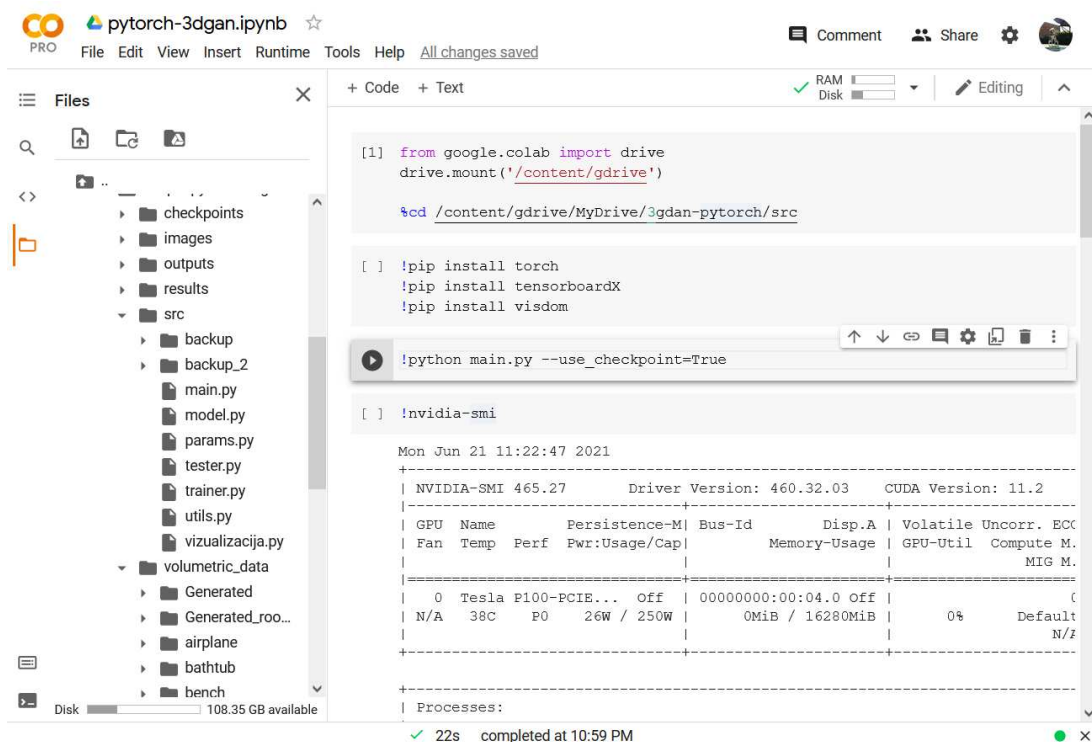 pytorch-3dgan.ipynb
PRO
File Edit View Insert Runtime Tools Help All changes saved
Comment
Share
Files
..
checkpoints
images
outputs
results
src
backup
backup_2
main.py
model.py
params.py
tester.py
trainer.py
utils.py
vizualizacija.py
volumetric_data
Generated
Generated_roo...
airplane
bathtub
bench
Disk 108.35 GB available
+ Code + Text
RAM
Disk
Editing
[1] from google.colab import drive
drive.mount('/content/gdrive')
%cd /content/gdrive/MyDrive/3gdan-pytorch/src
[ ] !pip install torch
!pip install tensorboardX
!pip install visdom
!python main.py --use_checkpoint=True
[ ] !nvidia-smi
Mon Jun 21 11:22:47 2021
+-----------------------------------------------------------------------------
| NVIDIA-SMI 465.27 Driver Version: 460.32.03 CUDA Version: 11.2
|-------------------------------+----------------------+----------------------
| GPU Name Persistence-M| Bus-Id Disp.A | Volatile Uncorr. ECC
| Fan Temp Perf Pwr:Usage/Cap| Memory-Usage | GPU-Util Compute M.
| | | MIG M.
|===============================+======================+======================
| 0 Tesla P100-PCIE... Off | 00000000:00:04.0 Off |
| N/A 38C P0 26W / 250W | 0MiB / 16280MiB | 0% Default
| | | N/A
+-------------------------------+----------------------+----------------------
+-----------------------------------------------------------------------------
| Processes:
22s completed at 10:59 PM